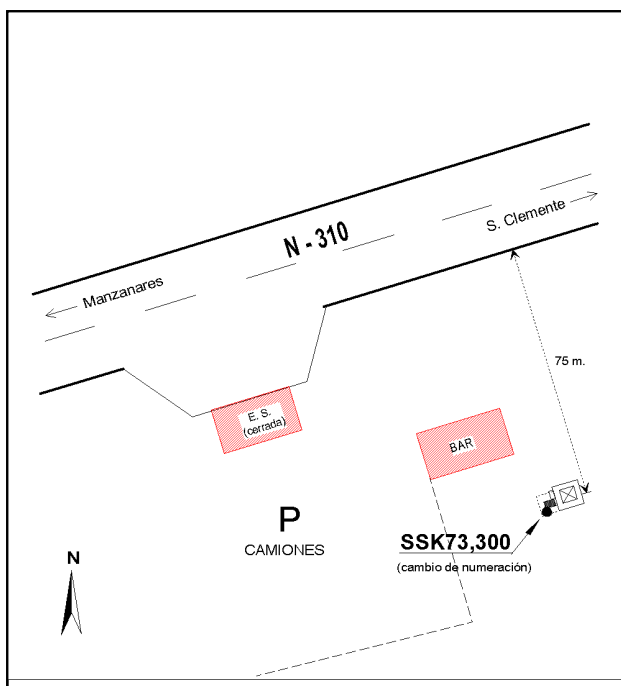 S. Clemente
N - 310
Manzanares
75 m.
E. S.
(cerrada)
BAR
P
CAMIONES
SSK73,300
(cambio de numeración)
N